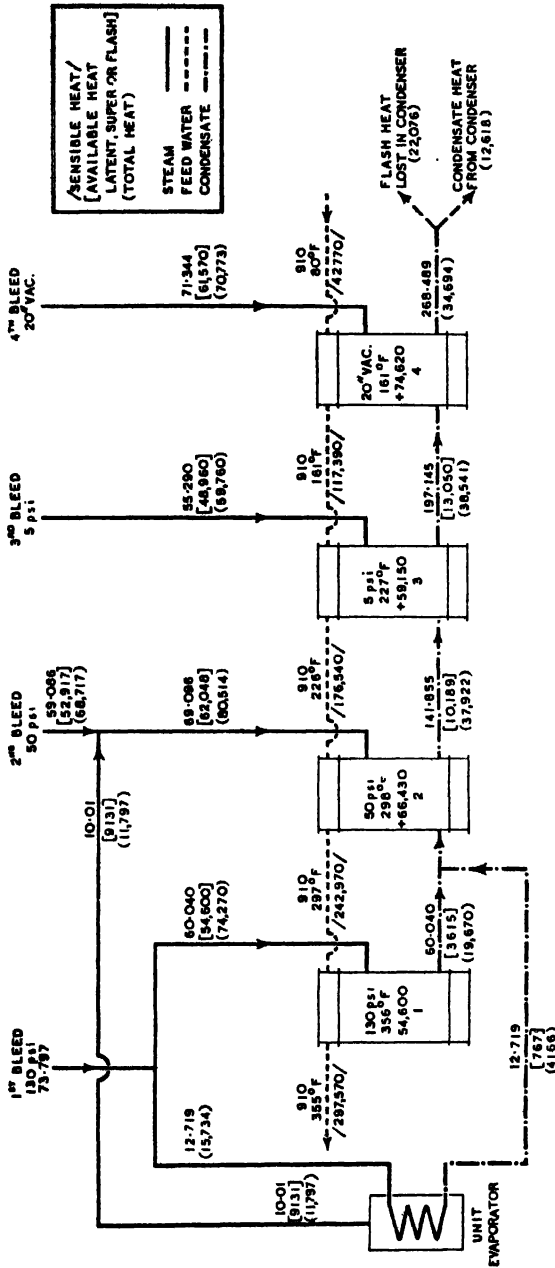 1ST BLEED
130 psi
73·797
2ND BLEED
50 psi
59·086
[52,917]
(68,717)
3RD BLEED
5 psi
4TH BLEED
20" VAC.
/SENSIBLE HEAT/
[AVAILABLE HEAT
LATENT, SUPER OR FLASH]
(TOTAL HEAT)
STEAM
FEED WATER
CONDENSATE
10·01
[9131]
(11,797)
12·719
(15,734)
10·01
[9131]
(11,797)
60·040
[54,600]
(74,270)
69·096
[62,048]
(80,514)
55·290
[48,960]
(59,760)
71·344
[61,570]
(70,773)
910
355°F
/297,570/
910
297°F
/242,970/
910
226°F
/176,540/
910
161°F
/117,390/
910
80°F
/42770/
130 psi
356°F
54,600
1
50 psi
298°F
+66,430
2
5 psi
227°F
+59,150
3
20" VAC.
161°F
+74,620
4
UNIT
EVAPORATOR
60·040
[3615]
(19,670)
12·719
[767]
(4166)
141·855
[10,189]
(37,922)
197·145
[13,050]
(38,541)
268·489
(34,694)
FLASH HEAT
LOST IN CONDENSER
(22,076)
CONDENSATE HEAT
FROM CONDENSER
(12,618)